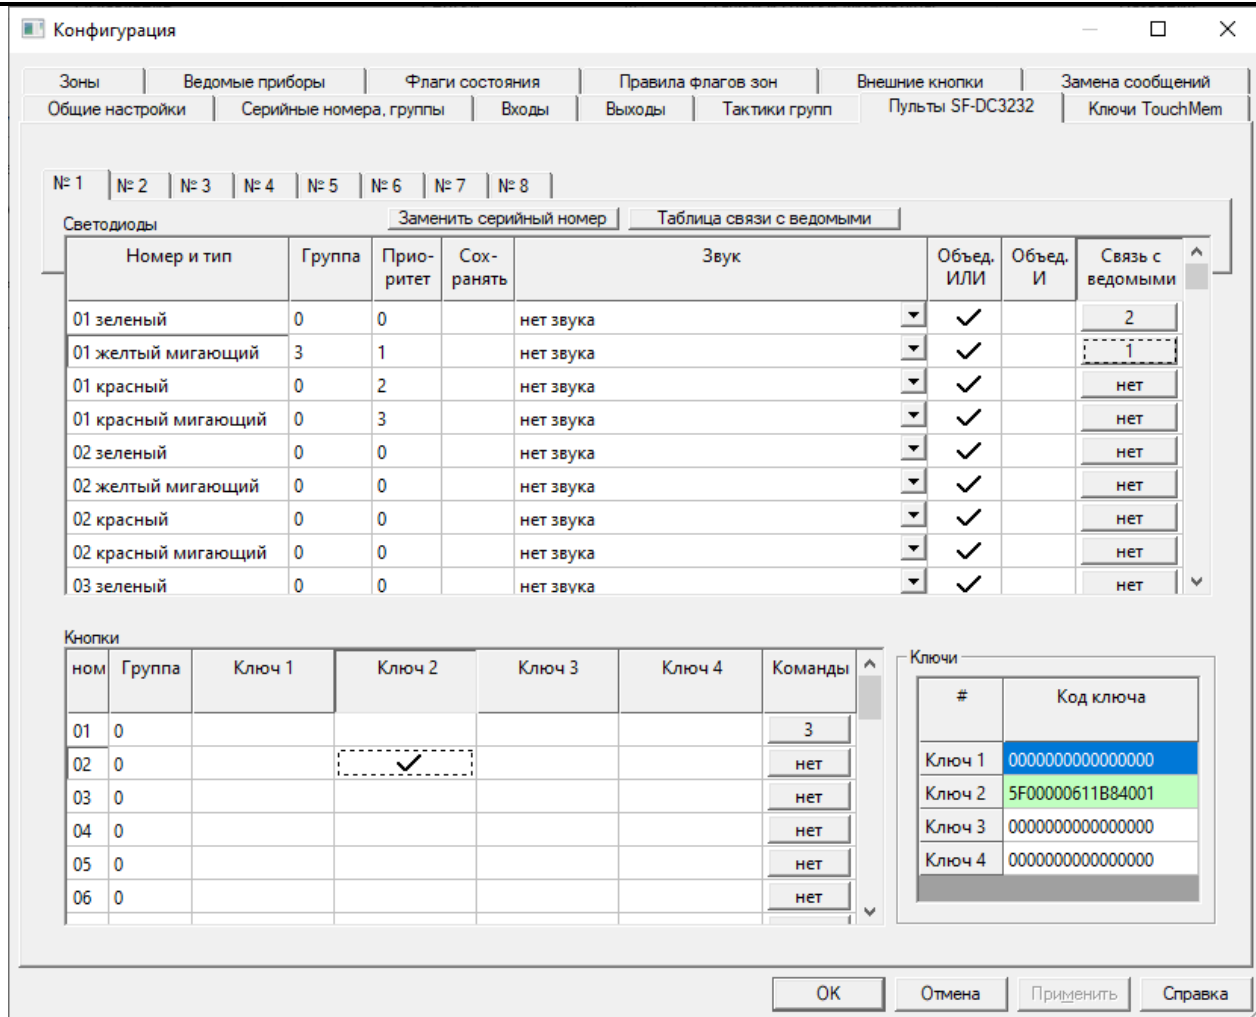 Конфигурация
Зоны Ведомые приборы Флаги состояния Правила флагов зон Внешние кнопки Замена сообщений
Общие настройки Серийные номера, группы Входы Выходы Тактики групп Пульты SF-DC3232 Ключи TouchMem
№ 1 № 2 № 3 № 4 № 5 № 6 № 7 № 8
Светодиоды Заменить серийный номер Таблица связи с ведомыми
Номер и тип Группа Прио- Сох- Звук Объед. Объед. Связь с
ритет ранять ИЛИ И ведомыми
01 зеленый 0 0 нет звука 2
01 желтый мигающий 3 1 нет звука 1
01 красный 0 2 нет звука нет
01 красный мигающий 0 3 нет звука нет
02 зеленый 0 0 нет звука нет
02 желтый мигающий 0 0 нет звука нет
02 красный 0 0 нет звука нет
02 красный мигающий 0 0 нет звука нет
03 зеленый 0 0 нет звука нет
Кнопки
ном Группа Ключ 1 Ключ 2 Ключ 3 Ключ 4 Команды
01 0 3
02 0 нет
03 0 нет
04 0 нет
05 0 нет
06 0 нет
Ключи
# Код ключа
Ключ 1 0000000000000000
Ключ 2 5F00000611B84001
Ключ 3 0000000000000000
Ключ 4 0000000000000000
OK Отмена Применить Справка